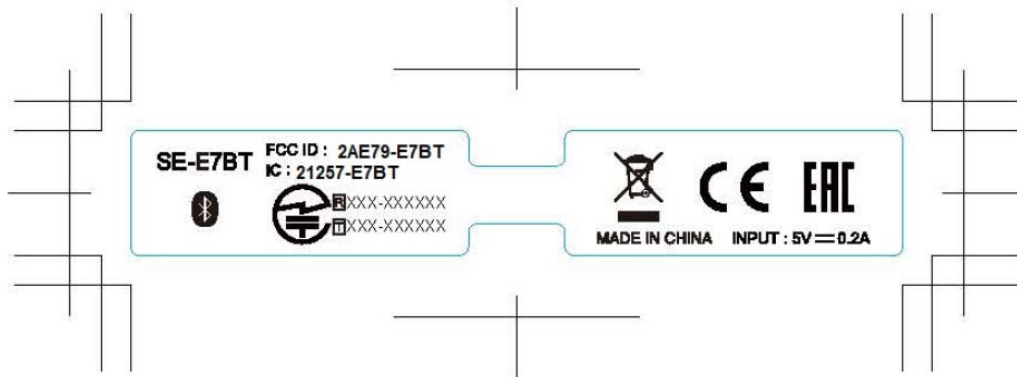 SE-E7BT
FCC ID : 2AE79-E7BT
IC : 21257-E7BT
R XXX-XXXXXX
T XXX-XXXXXX
CE
EAC
MADE IN CHINA INPUT : 5V⎓0.2A